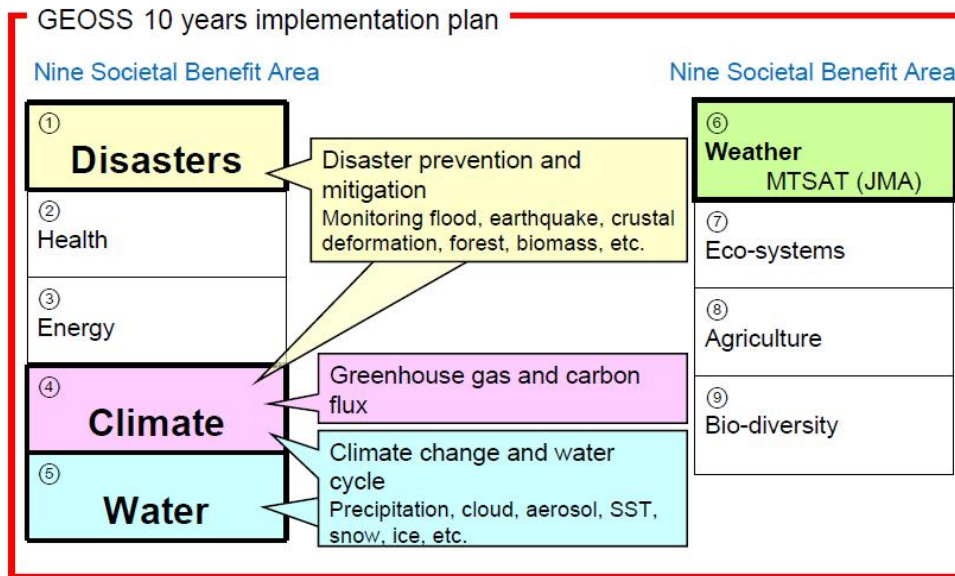 GEOSS 10 years implementation plan
Nine Societal Benefit Area
①
Disasters
②
Health
③
Energy
④
Climate
⑤
Water
Disaster prevention and
mitigation
Monitoring flood, earthquake, crustal
deformation, forest, biomass, etc.
Greenhouse gas and carbon
flux
Climate change and water
cycle
Precipitation, cloud, aerosol, SST,
snow, ice, etc.
Nine Societal Benefit Area
⑥
Weather
MTSAT (JMA)
⑦
Eco-systems
⑧
Agriculture
⑨
Bio-diversity